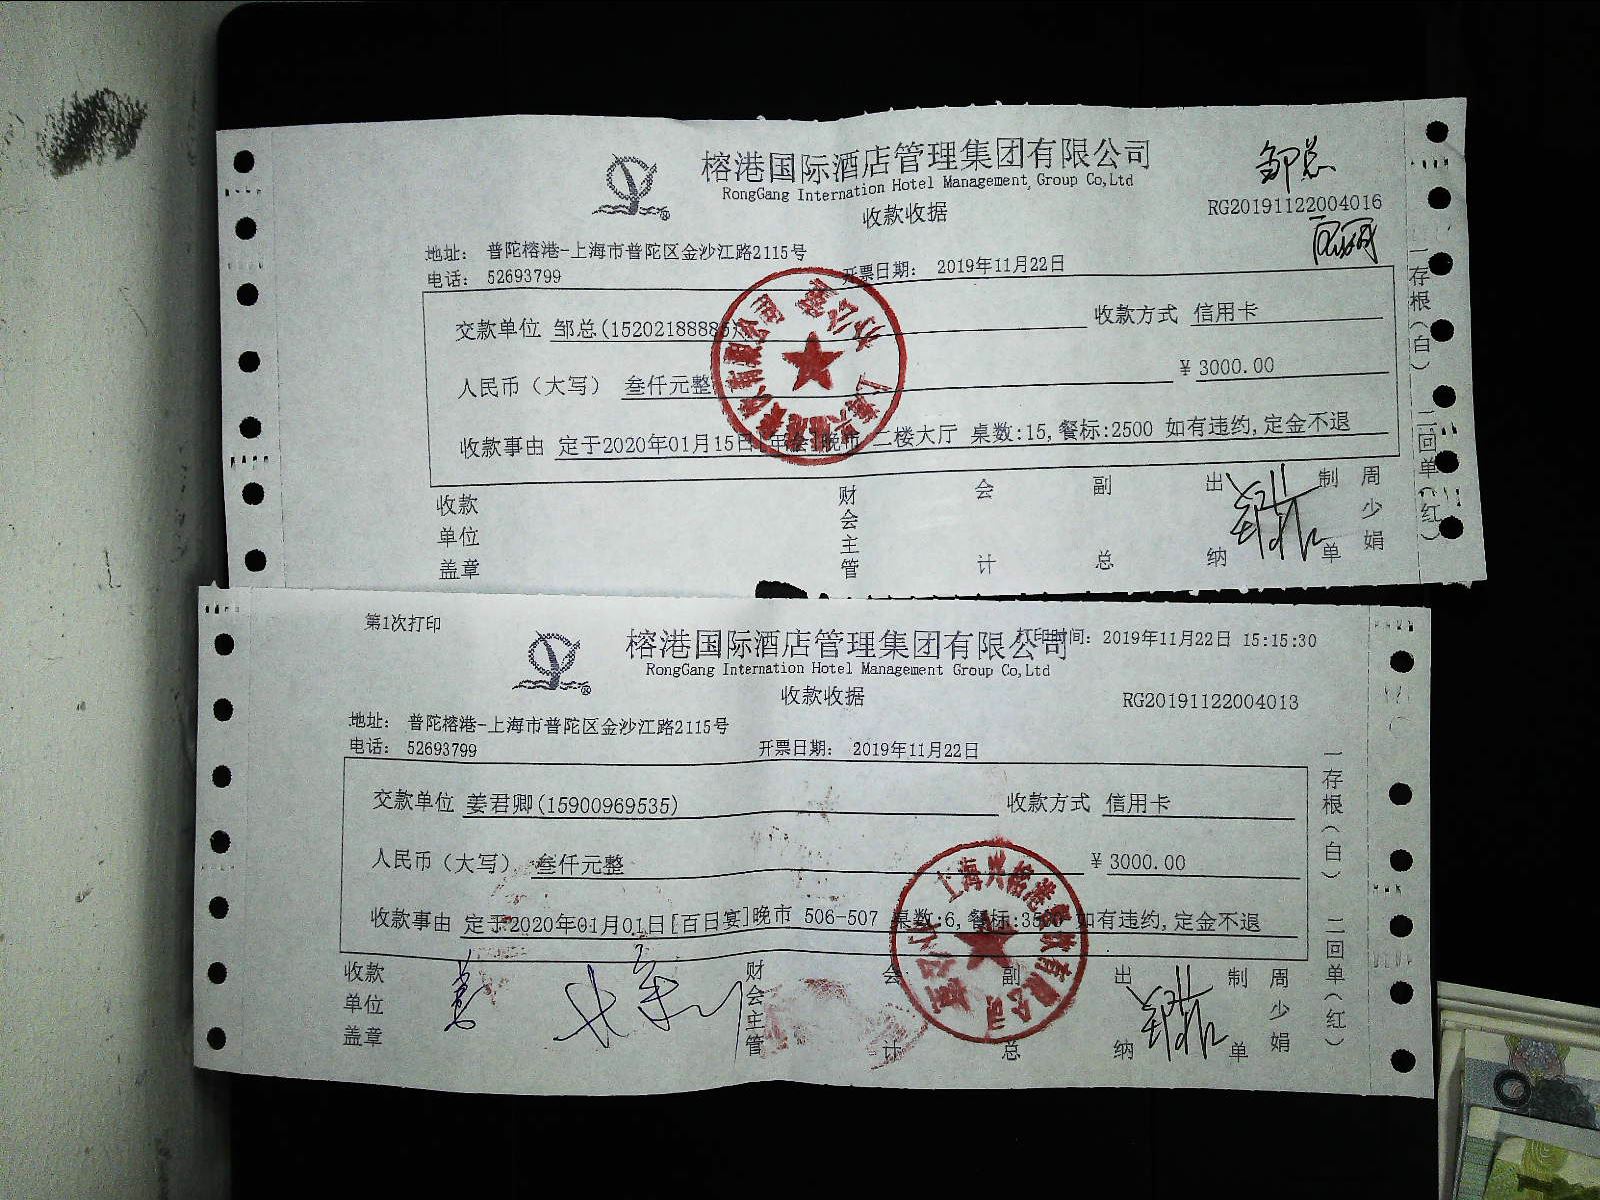 榕港国际酒店管理集团有限公司
RongGang Internation Hotel Management Group Co,Ltd
邹总
收款收据
RG20191122004016
地址： 普陀榕港-上海市普陀区金沙江路2115号
电话： 52693799
开票日期： 2019年11月22日
交款单位 邹总(15202188885)
收款方式 信用卡
人民币（大写） 叁仟元整
¥ 3000.00
收款事由 定于2020年01月15日[年会]晚市 二楼大厅 桌数:15,餐标:2500 如有违约,定金不退
收款单位盖章
财会主管
会计
副总
出纳
制单
周少娟
一存根（白） 二回单（红）
第1次打印
榕港国际酒店管理集团有限公司
打印时间：2019年11月22日 15:15:30
RongGang Internation Hotel Management Group Co,Ltd
收款收据
RG20191122004013
地址： 普陀榕港-上海市普陀区金沙江路2115号
电话： 52693799
开票日期： 2019年11月22日
交款单位 姜君卿(15900969535)
收款方式 信用卡
人民币（大写） 叁仟元整
¥ 3000.00
收款事由 定于2020年01月01日[百日宴]晚市 506-507 桌数:6,餐标:3500 如有违约,定金不退
上海兴榕港餐饮有限公司
收款单位盖章
财会主管
会计
副总
出纳
制单
周少娟
一存根（白） 二回单（红）